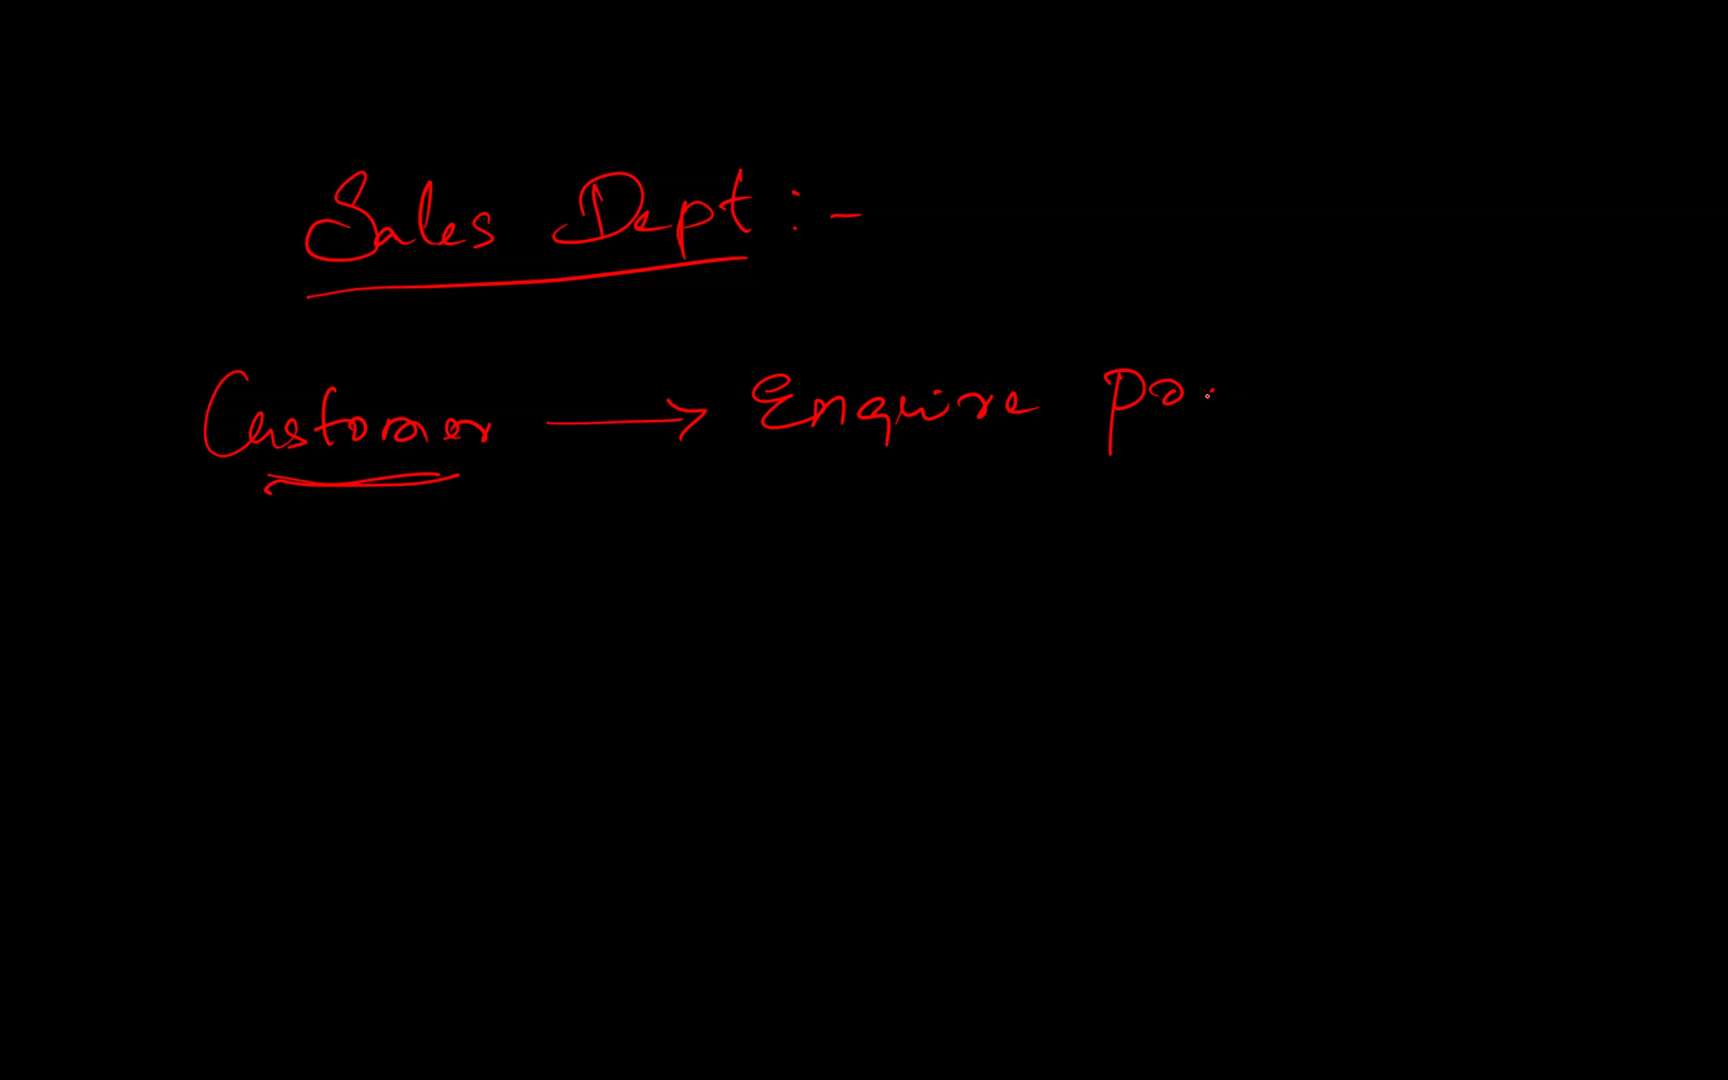 Sales Dept :-
Customer → Enquire Po